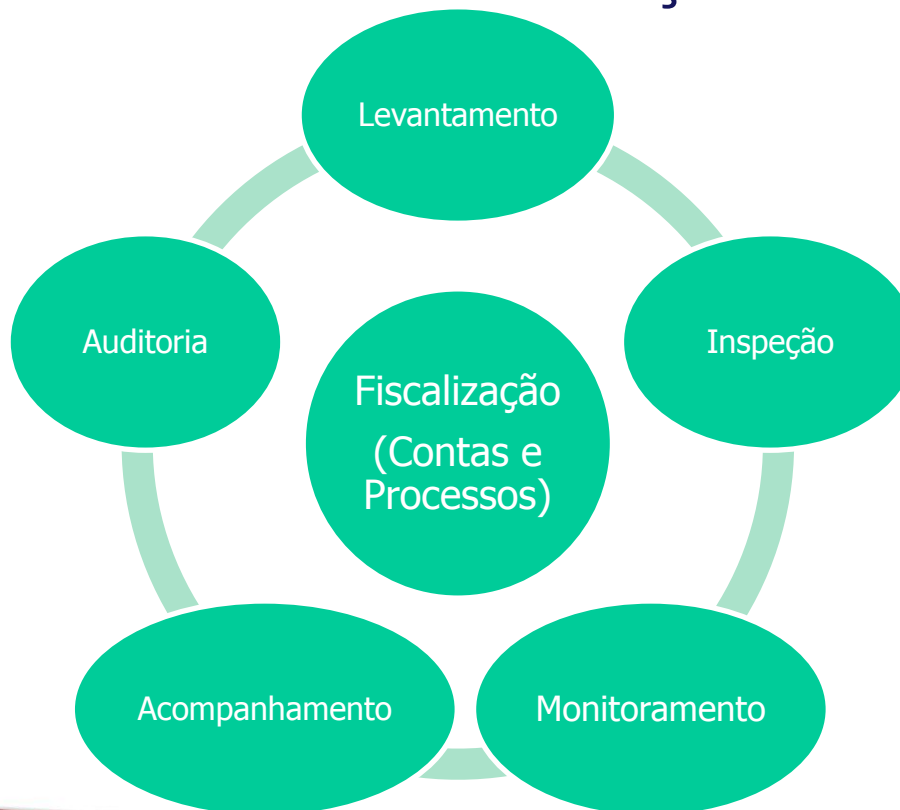 Levantamento
Auditoria
Inspeção
Fiscalização
(Contas e
Processos)
Acompanhamento
Monitoramento